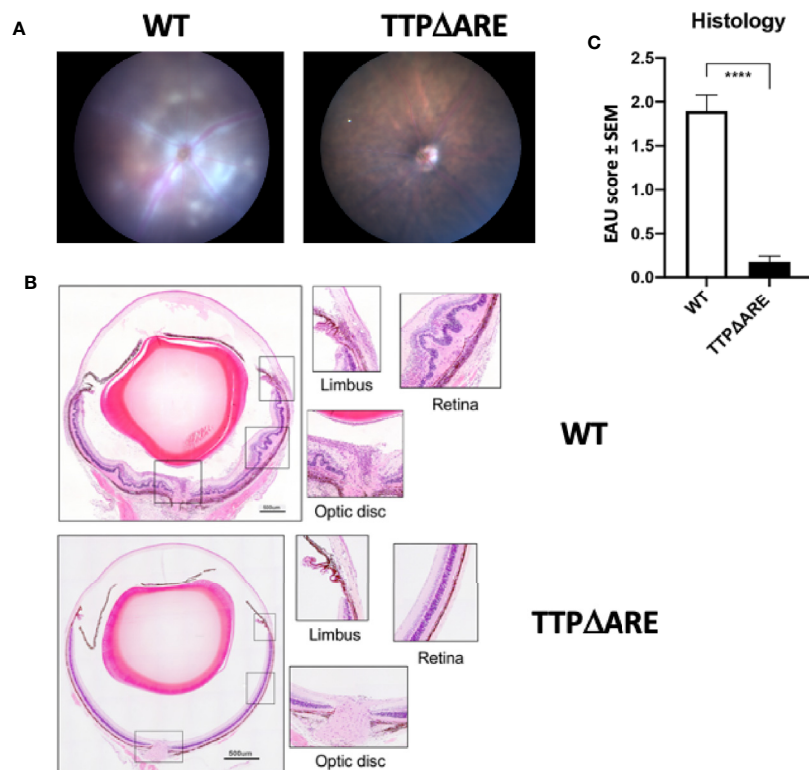 A
WT
TTPΔARE
C
Histology
EAU score ± SEM
2.5
2.0
1.5
1.0
0.5
0.0
****
WT
TTPΔARE
B
Limbus
Retina
Optic disc
500um
WT
Limbus
Retina
Optic disc
500um
TTPΔARE